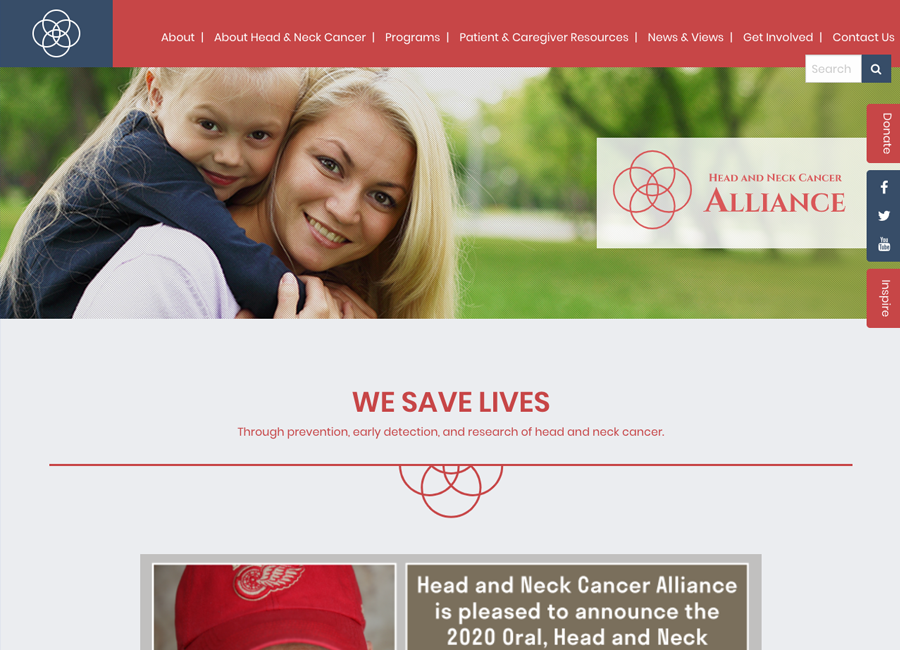 About | About Head & Neck Cancer | Programs | Patient & Caregiver Resources | News & Views | Get Involved | Contact Us
Search
Donate
Head and Neck Cancer
Alliance
You
Tube
Inspire
WE SAVE LIVES
Through prevention, early detection, and research of head and neck cancer.
Head and Neck Cancer Alliance
is pleased to announce the
2020 Oral, Head and Neck